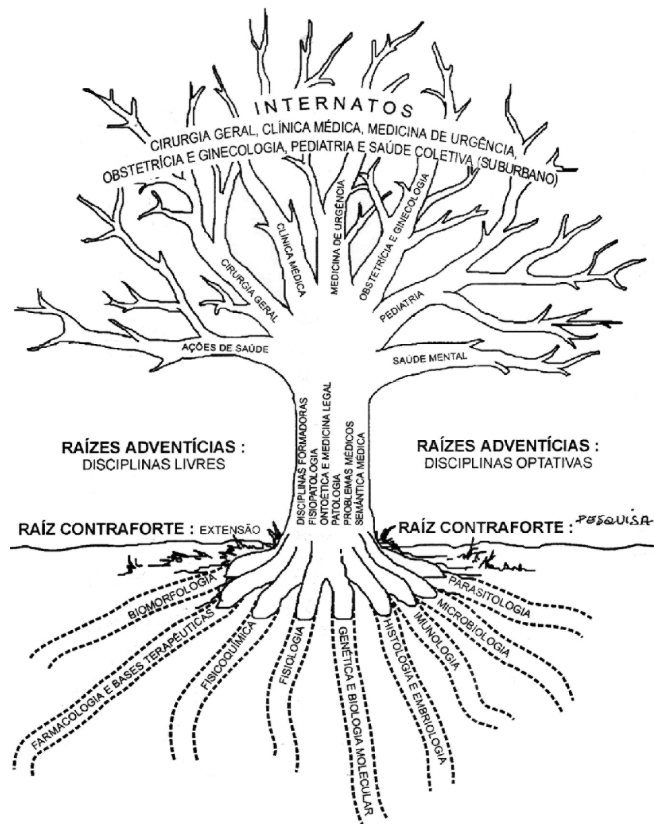 INTERNATOS
CIRURGIA GERAL, CLÍNICA MÉDICA, MEDICINA DE URGÊNCIA,
OBSTETRÍCIA E GINECOLOGIA, PEDIATRIA E SAÚDE COLETIVA (SUBURBANO)
AÇÕES DE SAÚDE
CIRURGIA GERAL
CLÍNICA MÉDICA
MEDICINA DE URGÊNCIA
OBSTETRÍCIA E GINECOLOGIA
PEDIATRIA
SAÚDE MENTAL
DISCIPLINAS FORMADORAS
FISIOPATOLOGIA
ONTOÉTICA E MEDICINA LEGAL
PATOLOGIA
PROBLEMAS MÉDICOS
SEMÂNTICA MÉDICA
RAÍZES ADVENTÍCIAS :
DISCIPLINAS LIVRES
RAÍZES ADVENTÍCIAS :
DISCIPLINAS OPTATIVAS
RAÍZ CONTRAFORTE : EXTENSÃO
RAÍZ CONTRAFORTE : PESQUISA
BIOMORFOLOGIA
FARMACOLOGIA E BASES TERAPÊUTICAS
FISICOQUÍMICA
FISIOLOGIA
GENÉTICA E BIOLOGIA MOLECULAR
HISTOLOGIA E EMBRIOLOGIA
IMUNOLOGIA
MICROBIOLOGIA
PARASITOLOGIA